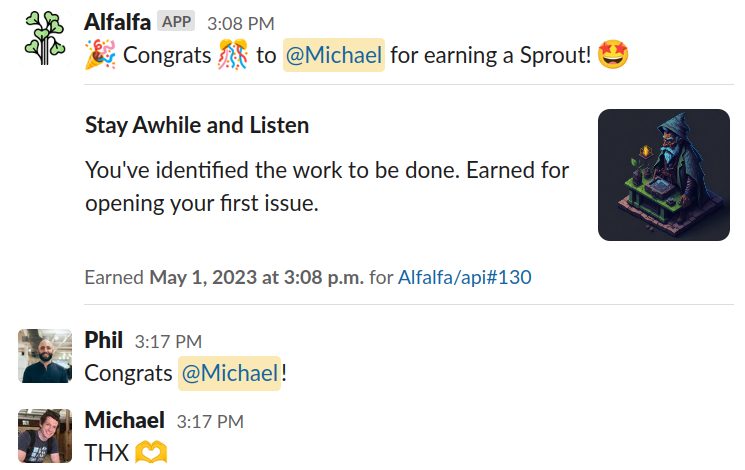 Alfalfa APP 3:08 PM
🎉 Congrats 🎊 to @Michael for earning a Sprout! 🤩
Stay Awhile and Listen
You've identified the work to be done. Earned for
opening your first issue.
Earned May 1, 2023 at 3:08 p.m. for Alfalfa/api#130
Phil 3:17 PM
Congrats @Michael!
Michael 3:17 PM
THX 🫶